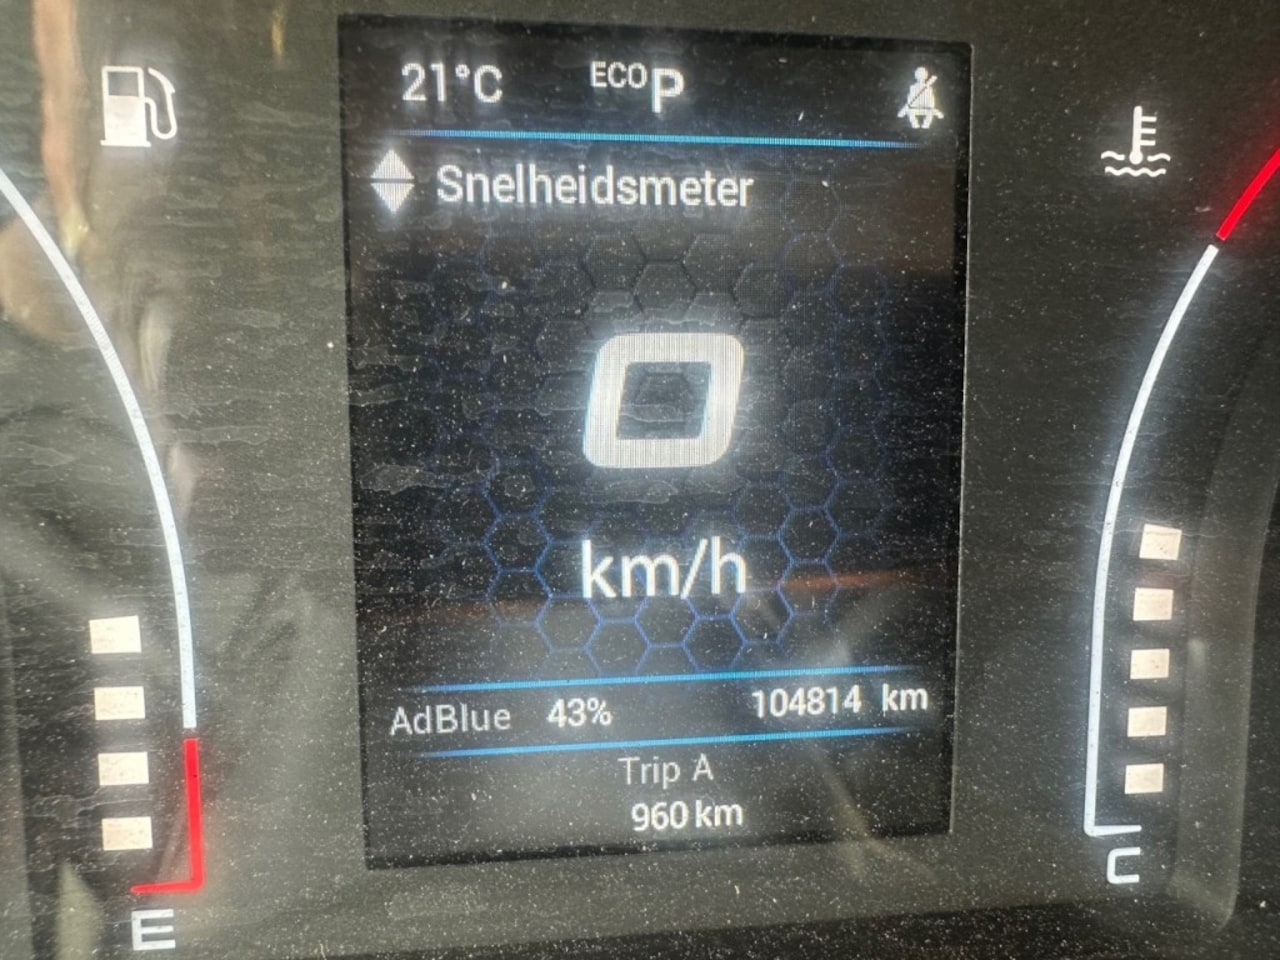 21°C ECO P
Snelheidsmeter
0
km/h
AdBlue 43% 104814 km
Trip A
960 km
E
C